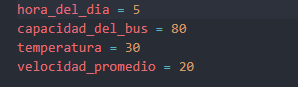 hora_del_dia = 5
capacidad_del_bus = 80
temperatura = 30
velocidad_promedio = 20